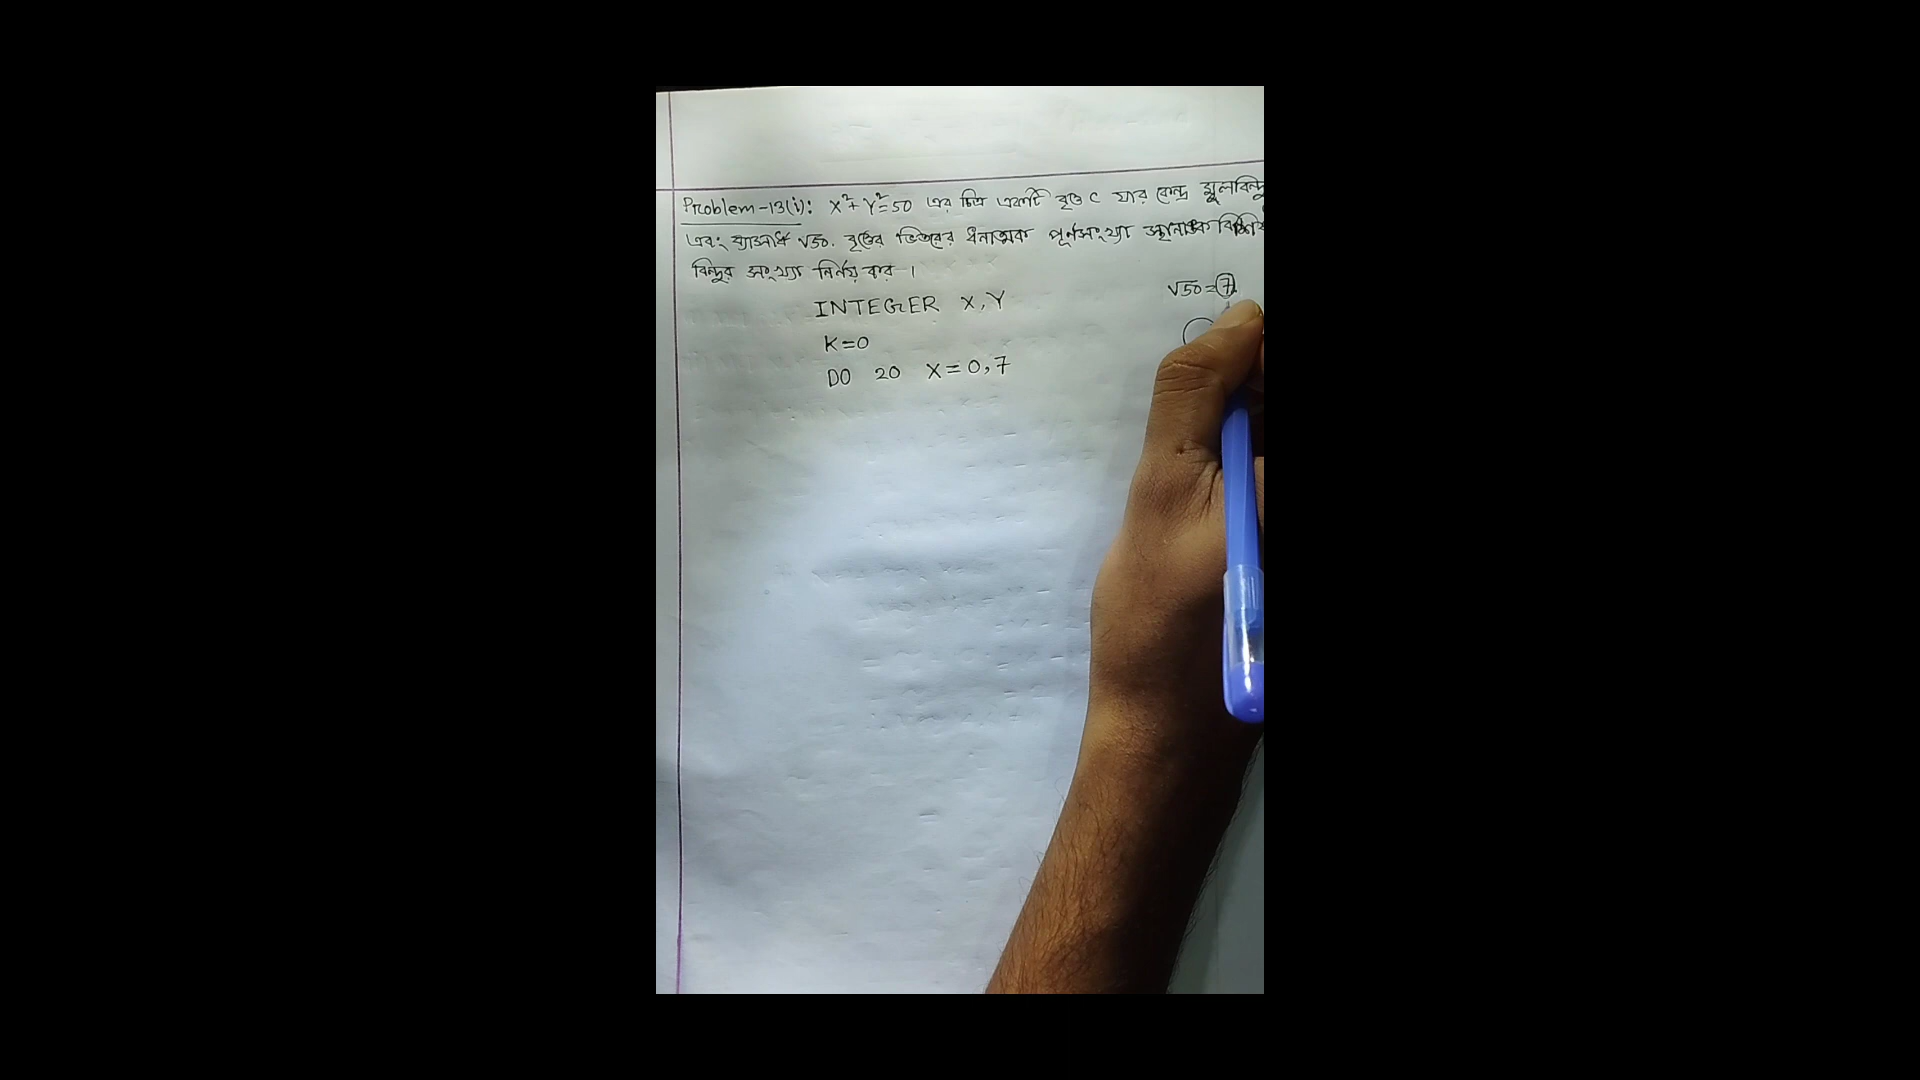 Problem-13(i): X²+Y²=50 এর চিত্র একটি বৃত্ত C যার কেন্দ্র মূলবিন্দু
এবং ব্যাসার্ধ √50. বৃত্তের ভিতরের ধনাত্মক পূর্নসংখ্যা স্থানাঙ্ক
বিন্দুর সংখ্যা নির্ণয় কর ।
√50=7.
INTEGER X,Y
K=0
DO 20 X=0,7